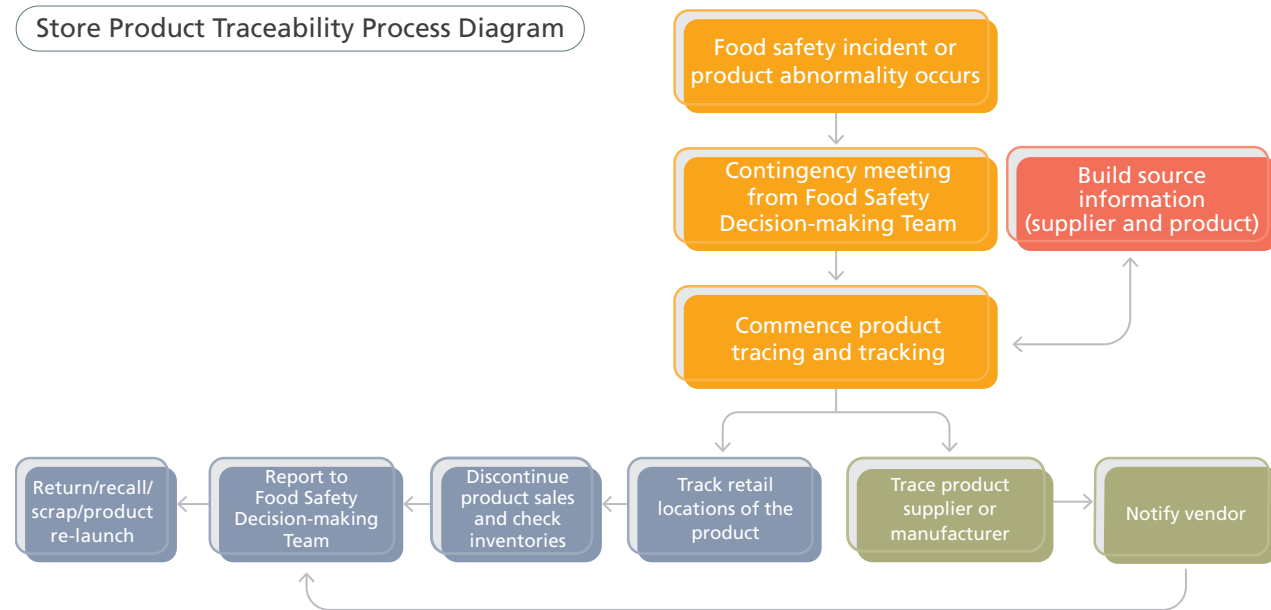 Store Product Traceability Process Diagram
Food safety incident or
product abnormality occurs
Contingency meeting
from Food Safety
Decision-making Team
Build source
information
(supplier and product)
Commence product
tracing and tracking
Return/recall/
scrap/product
re-launch
Report to
Food Safety
Decision-making
Team
Discontinue
product sales
and check
inventories
Track retail
locations of the
product
Trace product
supplier or
manufacturer
Notify vendor